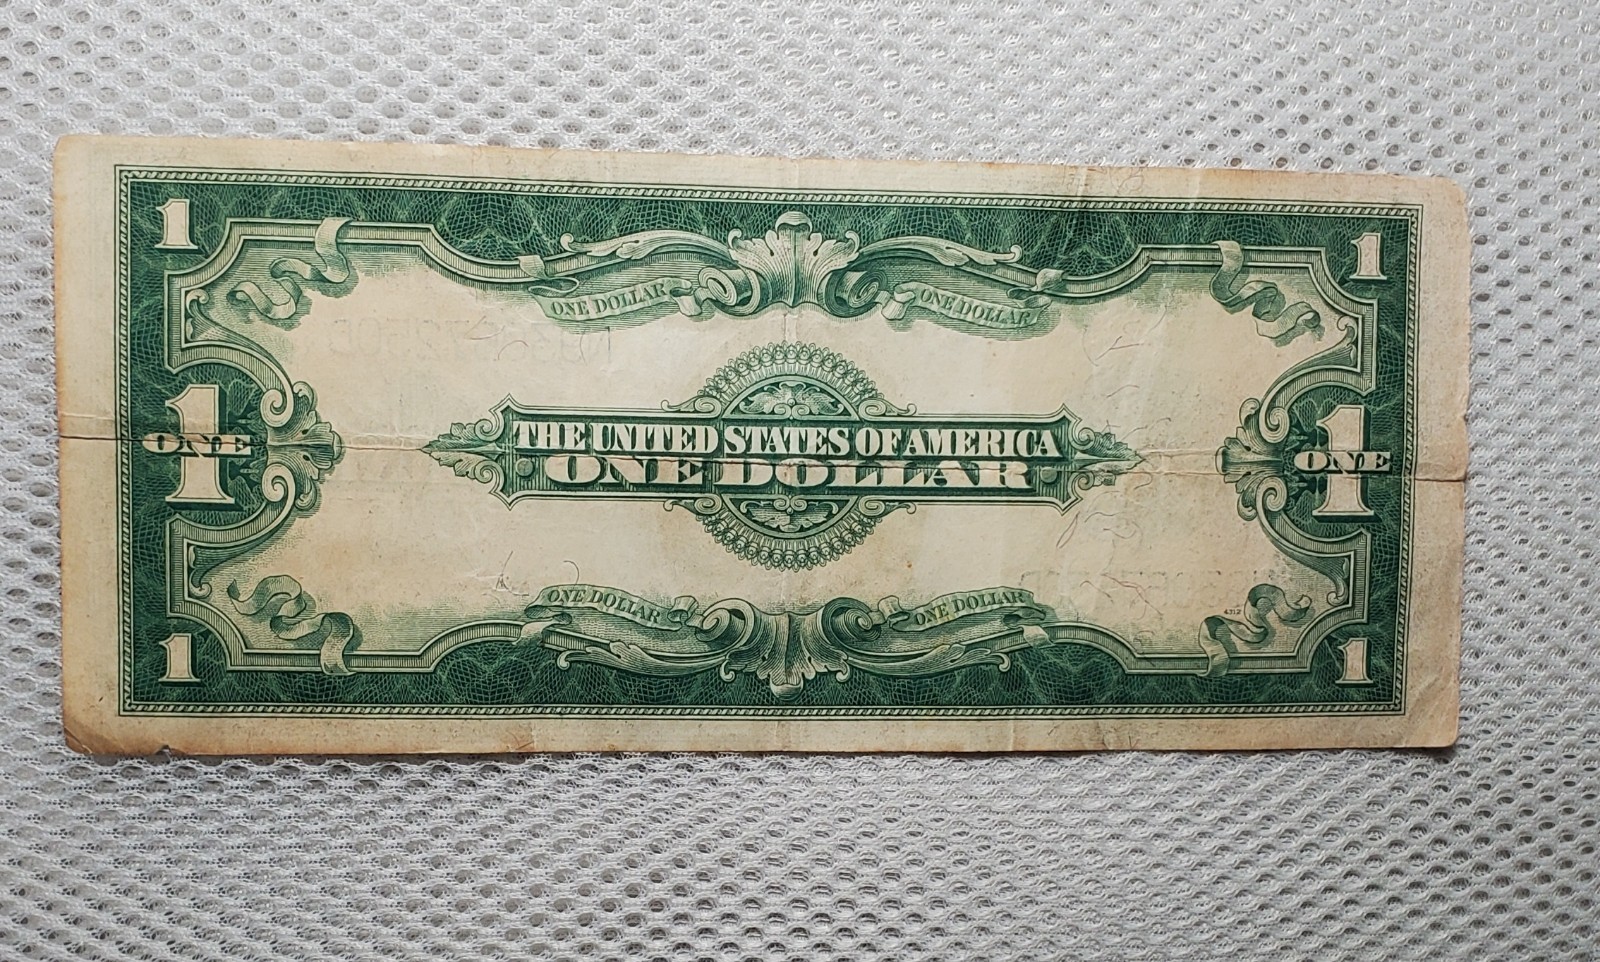 1 1
ONE DOLLAR ONE DOLLAR
1 ONE THE UNITED STATES OF AMERICA 1 ONE
ONE DOLLAR
ONE DOLLAR ONE DOLLAR
4312
1 1